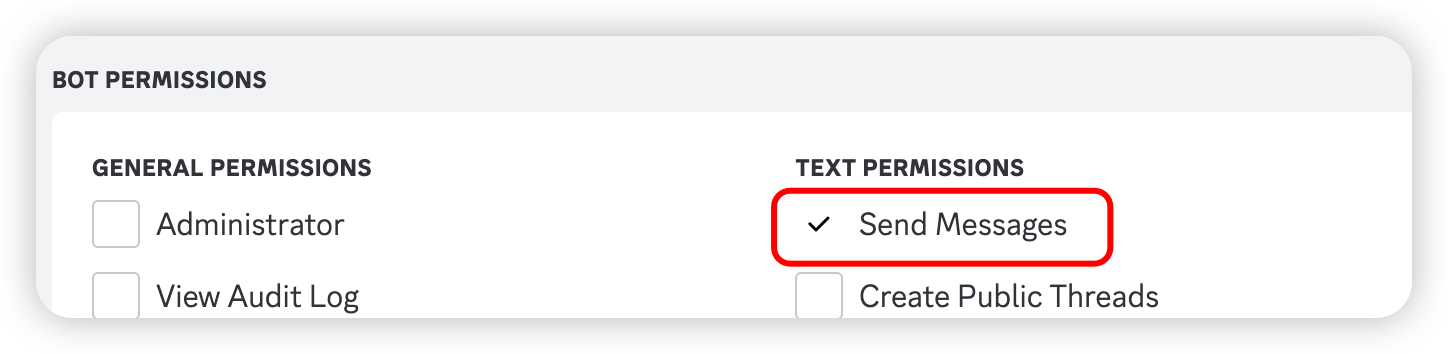 BOT PERMISSIONS
GENERAL PERMISSIONS
Administrator
View Audit Log
TEXT PERMISSIONS
Send Messages
Create Public Threads